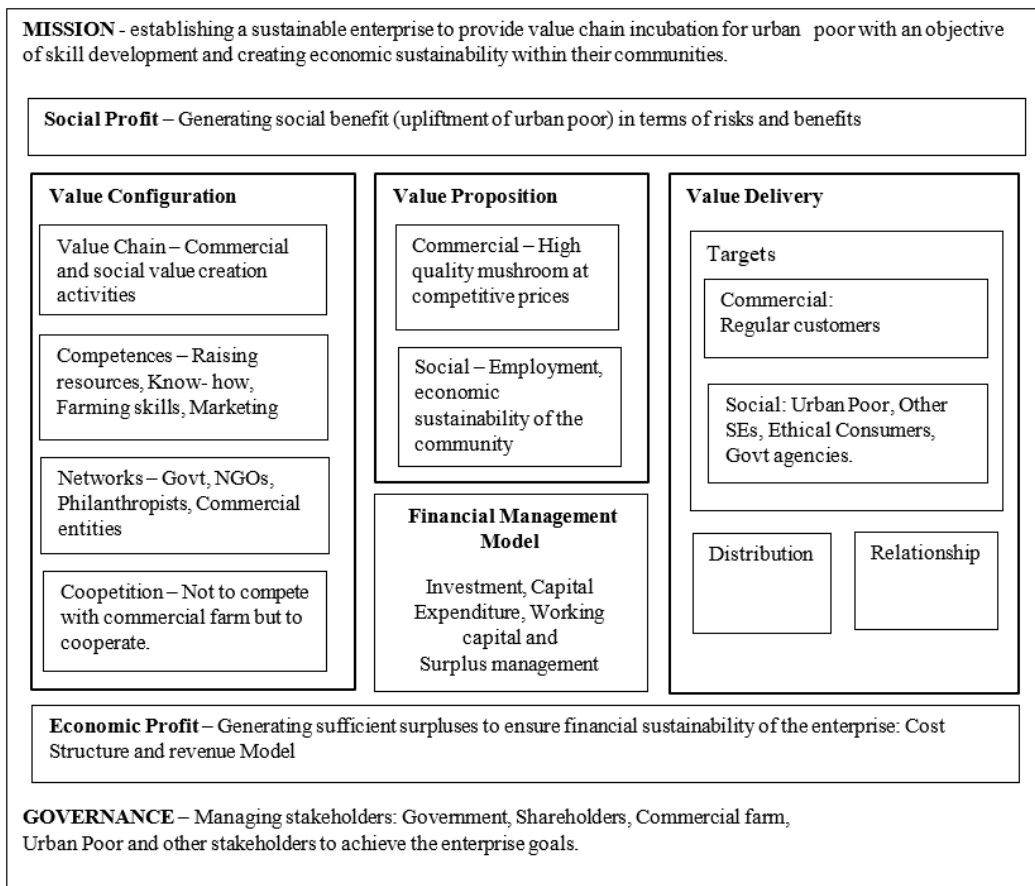 MISSION - establishing a sustainable enterprise to provide value chain incubation for urban poor with an objective
of skill development and creating economic sustainability within their communities.
Social Profit – Generating social benefit (upliftment of urban poor) in terms of risks and benefits
Value Configuration
Value Chain – Commercial
and social value creation
activities
Competences – Raising
resources, Know- how,
Farming skills, Marketing
Networks – Govt, NGOs,
Philanthropists, Commercial
entities
Coopetition – Not to compete
with commercial farm but to
cooperate.
Value Proposition
Commercial – High
quality mushroom at
competitive prices
Social – Employment,
economic
sustainability of the
community
Financial Management
Model
Investment, Capital
Expenditure, Working
capital and
Surplus management
Value Delivery
Targets
Commercial:
Regular customers
Social: Urban Poor, Other
SEs, Ethical Consumers,
Govt agencies.
Distribution
Relationship
Economic Profit – Generating sufficient surpluses to ensure financial sustainability of the enterprise: Cost
Structure and revenue Model
GOVERNANCE – Managing stakeholders: Government, Shareholders, Commercial farm,
Urban Poor and other stakeholders to achieve the enterprise goals.